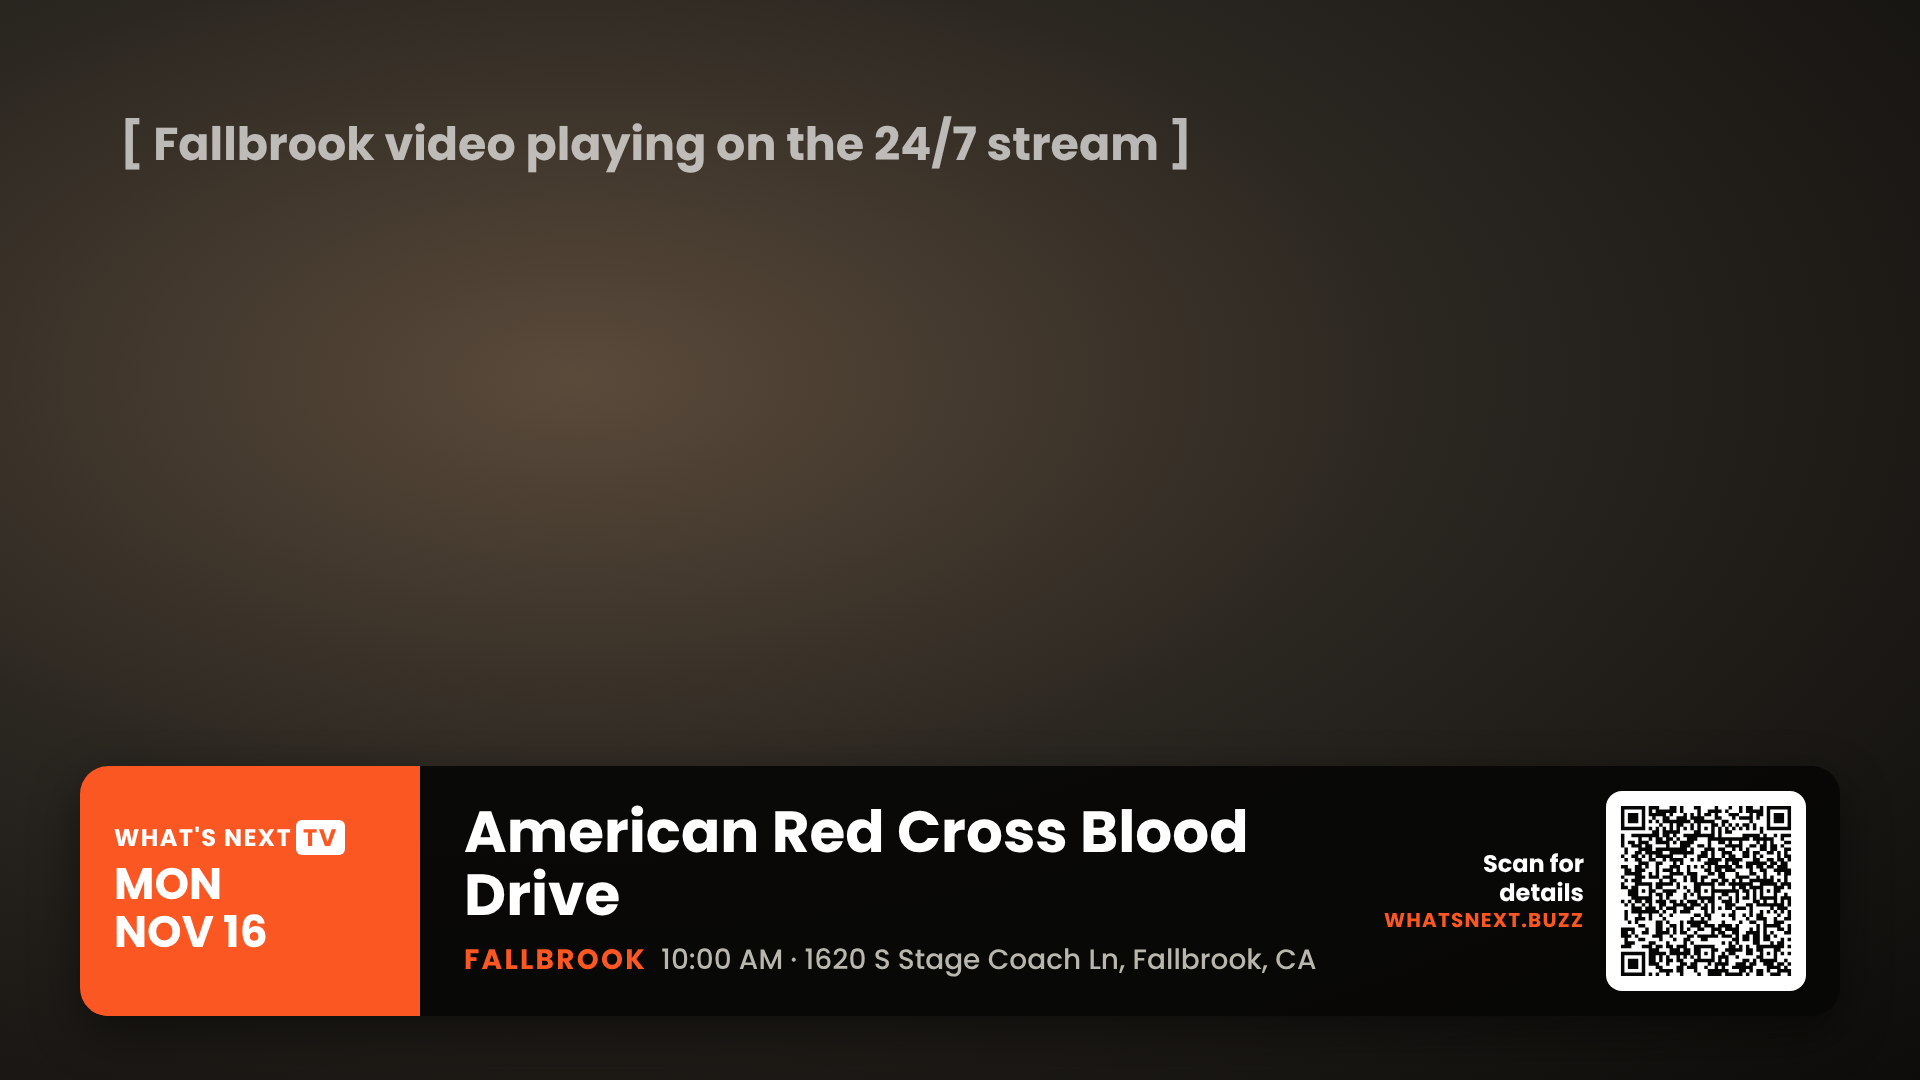 [ Fallbrook video playing on the 24/7 stream ]
WHAT'S NEXT TV
MON
NOV 16
American Red Cross Blood
Drive
FALLBROOK 10:00 AM · 1620 S Stage Coach Ln, Fallbrook, CA
Scan for
details
WHATSNEXT.BUZZ